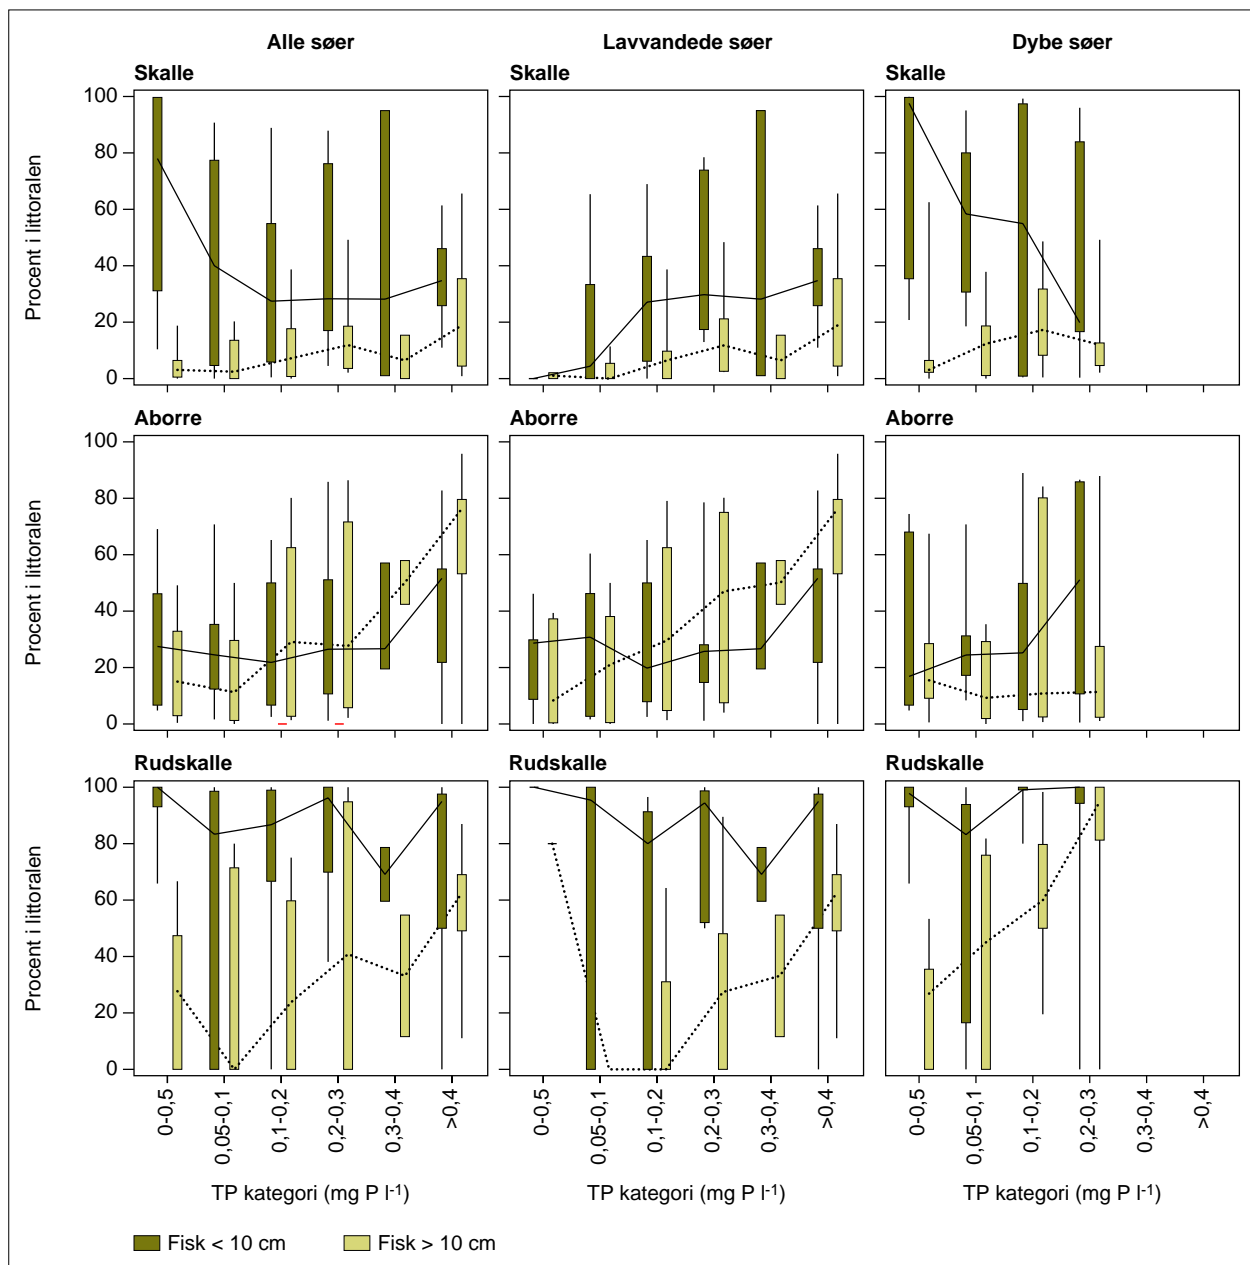 Alle søer
Lavvandede søer
Dybe søer
Skalle
Skalle
Skalle
Procent i littoralen
100
80
60
40
20
0
Aborre
Aborre
Aborre
Procent i littoralen
100
80
60
40
20
0
Rudskalle
Rudskalle
Rudskalle
Procent i littoralen
100
80
60
40
20
0
0-0,5
0,05-0,1
0,1-0,2
0,2-0,3
0,3-0,4
>0,4
0-0,5
0,05-0,1
0,1-0,2
0,2-0,3
0,3-0,4
>0,4
0-0,5
0,05-0,1
0,1-0,2
0,2-0,3
0,3-0,4
>0,4
TP kategori (mg P l-1)
TP kategori (mg P l-1)
TP kategori (mg P l-1)
Fisk < 10 cm
Fisk > 10 cm